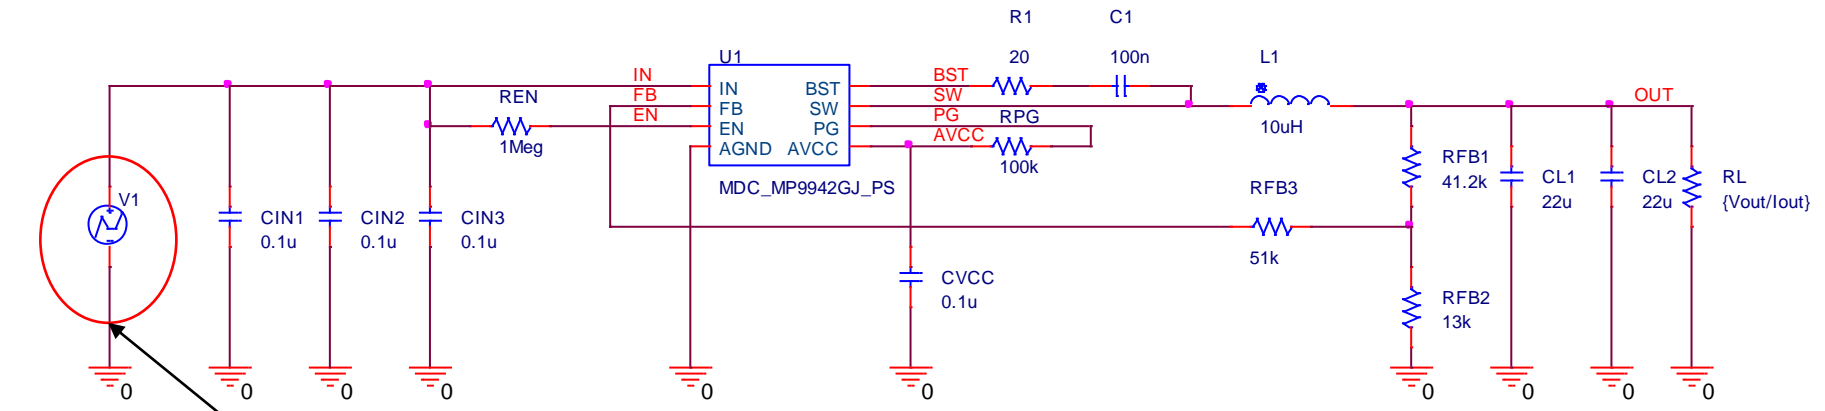 R1
C1
U1
20
100n
L1
IN
BST
IN
BST
FB
SW
REN
FB
SW
EN
PG
RPG
OUT
EN
PG
10uH
AVCC
1Meg
AGND
AVCC
100k
RFB1
41.2k
CL1
22u
CL2
22u
RL
{Vout/Iout}
MDC_MP9942GJ_PS
RFB3
V1
CIN1
0.1u
CIN2
0.1u
CIN3
0.1u
51k
CVCC
0.1u
RFB2
13k
0
0
0
0
0
0
0
0
0
0